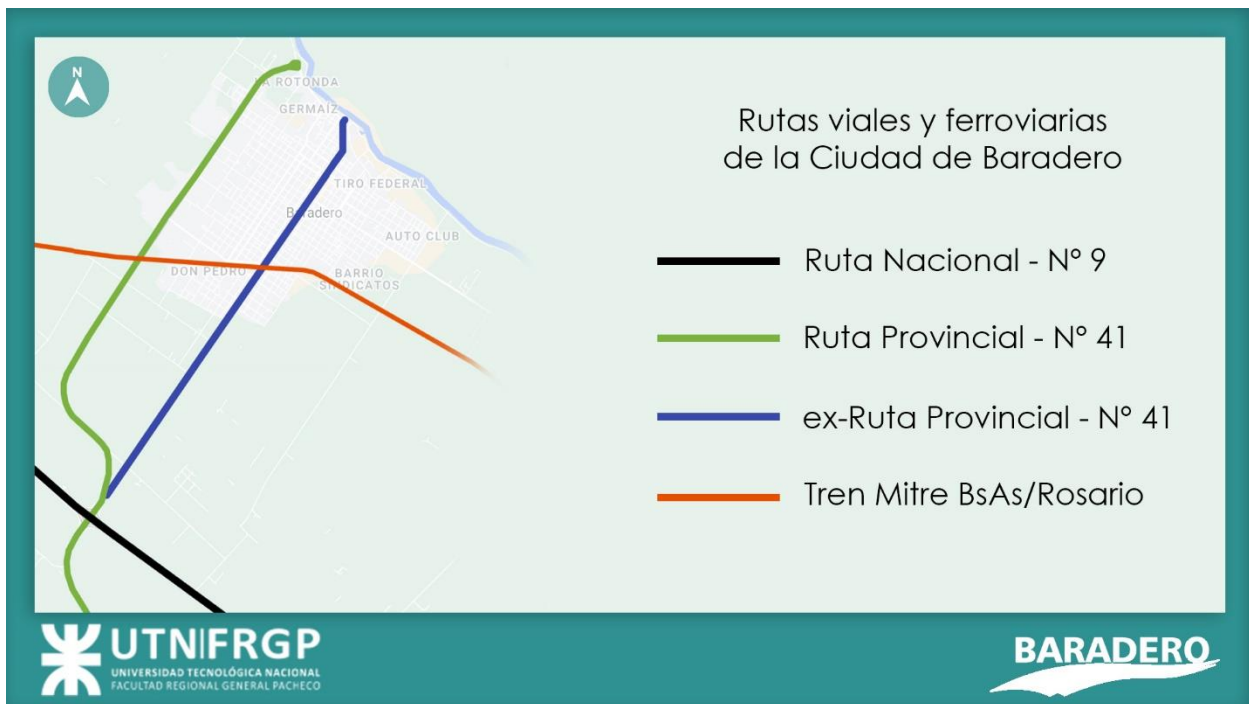 N
LA ROTONDA
GERMAÍZ
TIRO FEDERAL
Baradero
AUTO CLUB
DON PEDRO
BARRIO
SINDICATOS
Rutas viales y ferroviarias
de la Ciudad de Baradero
Ruta Nacional - N° 9
Ruta Provincial - N° 41
ex-Ruta Provincial - N° 41
Tren Mitre BsAs/Rosario
UTN|FRGP
UNIVERSIDAD TECNOLÓGICA NACIONAL
FACULTAD REGIONAL GENERAL PACHECO
BARADERO